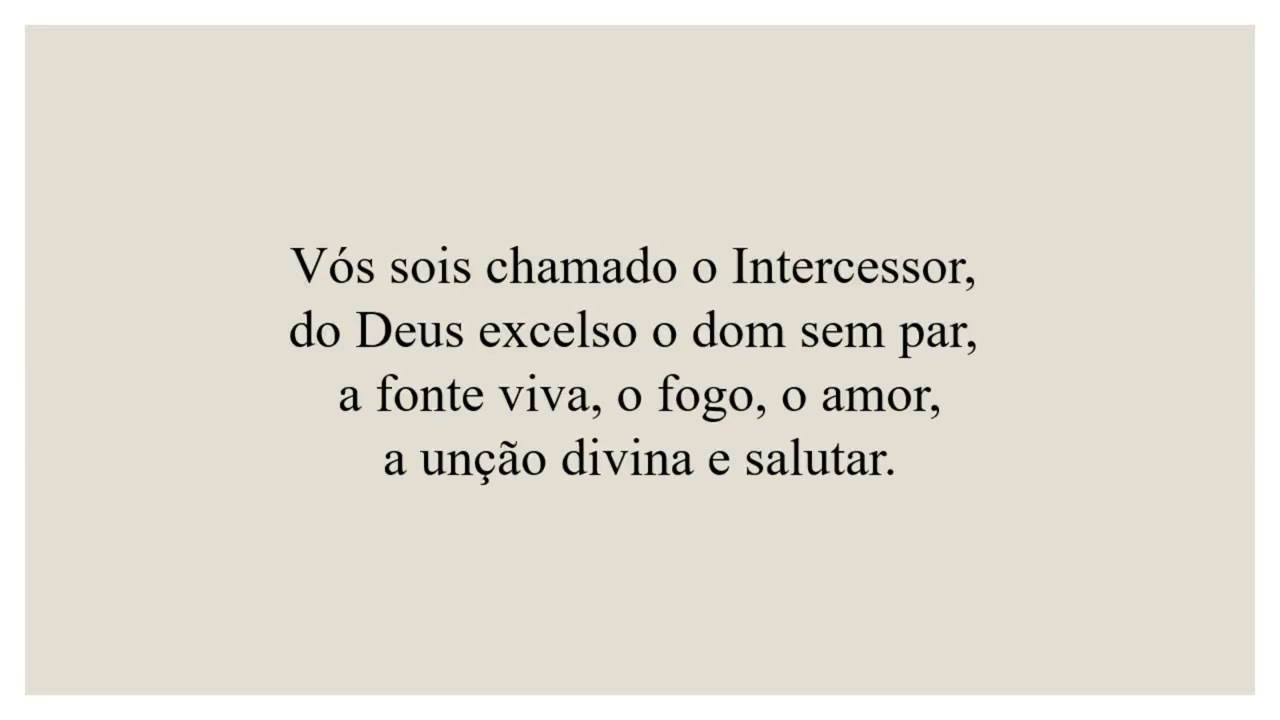 Vós sois chamado o Intercessor,
do Deus excelso o dom sem par,
a fonte viva, o fogo, o amor,
a unção divina e salutar.